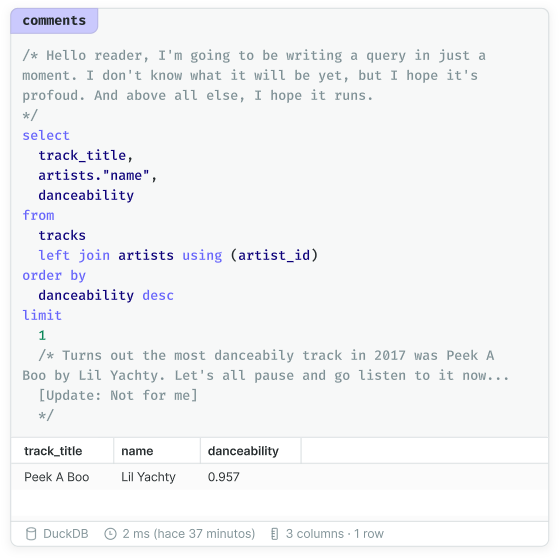 comments
/* Hello reader, I'm going to be writing a query in just a
moment. I don't know what it will be yet, but I hope it's
profoud. And above all else, I hope it runs.
*/
select
track_title,
artists."name",
danceability
from
tracks
left join artists using (artist_id)
order by
danceability desc
limit
1
/* Turns out the most danceabily track in 2017 was Peek A
Boo by Lil Yachty. Let's all pause and go listen to it now...
[Update: Not for me]
*/
track_title name danceability
Peek A Boo Lil Yachty 0.957
DuckDB 2 ms (hace 37 minutos) 3 columns · 1 row